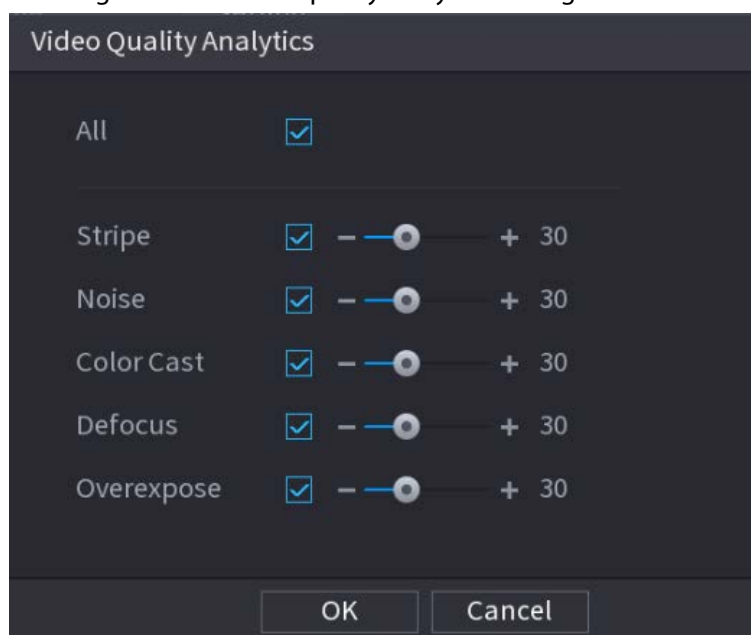 Video Quality Analytics
All
Stripe 30
Noise 30
Color Cast 30
Defocus 30
Overexpose 30
OK Cancel